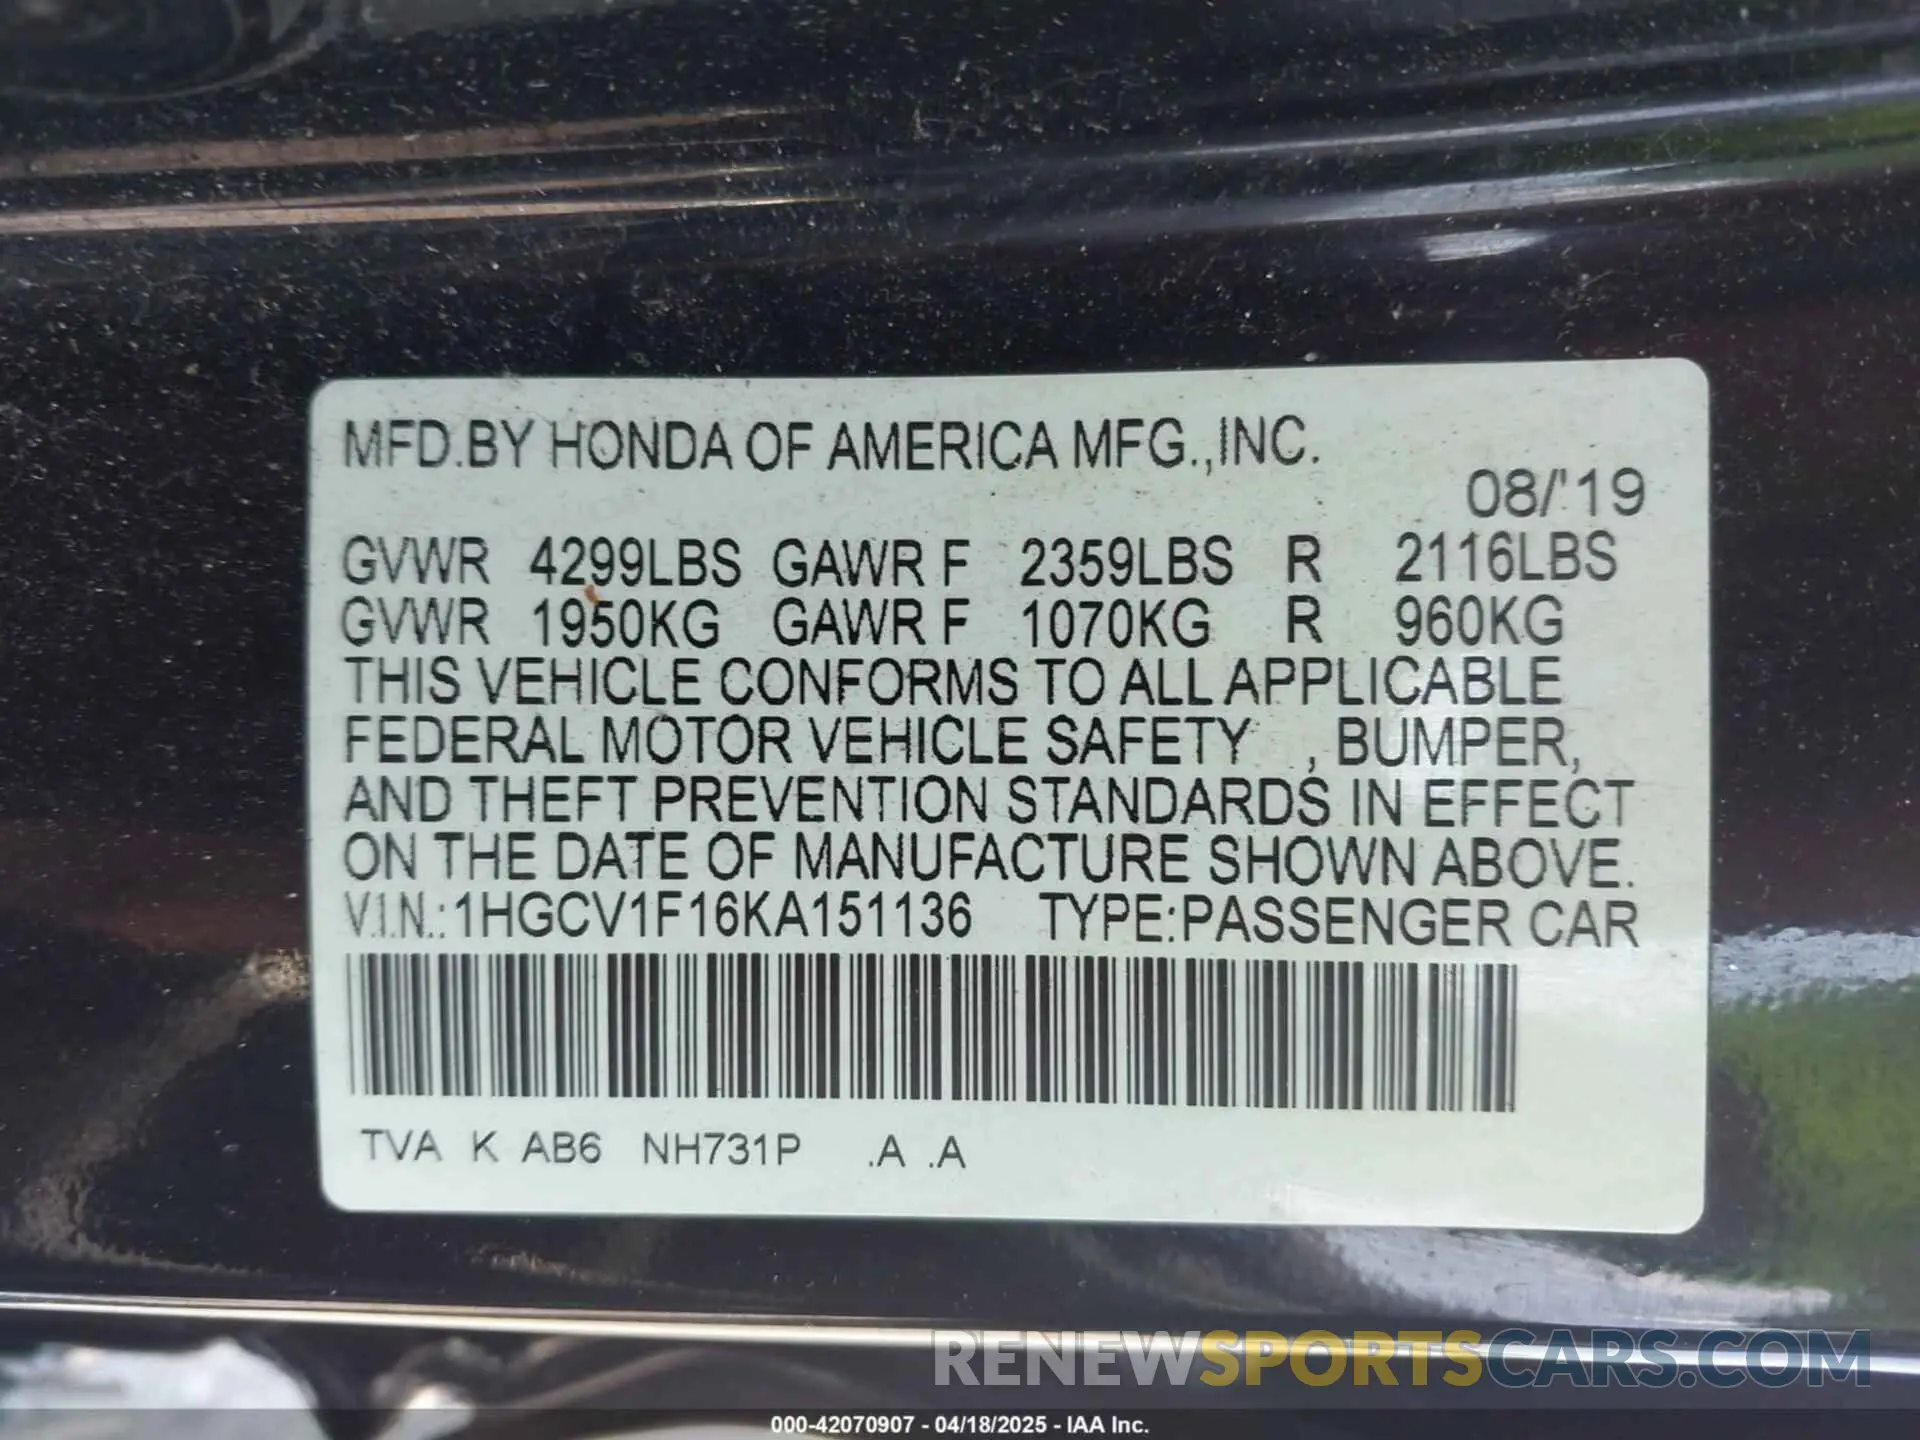 MFD.BY HONDA OF AMERICA MFG.,INC.
08/'19
GVWR 4299LBS GAWR F 2359LBS R 2116LBS
GVWR 1950KG GAWR F 1070KG R 960KG
THIS VEHICLE CONFORMS TO ALL APPLICABLE
FEDERAL MOTOR VEHICLE SAFETY , BUMPER,
AND THEFT PREVENTION STANDARDS IN EFFECT
ON THE DATE OF MANUFACTURE SHOWN ABOVE.
V.I.N.:1HGCV1F16KA151136 TYPE:PASSENGER CAR
TVA K AB6 NH731P .A .A
RENEWSPORTSCARS.COM
000-42070907 - 04/18/2025 - IAA Inc.